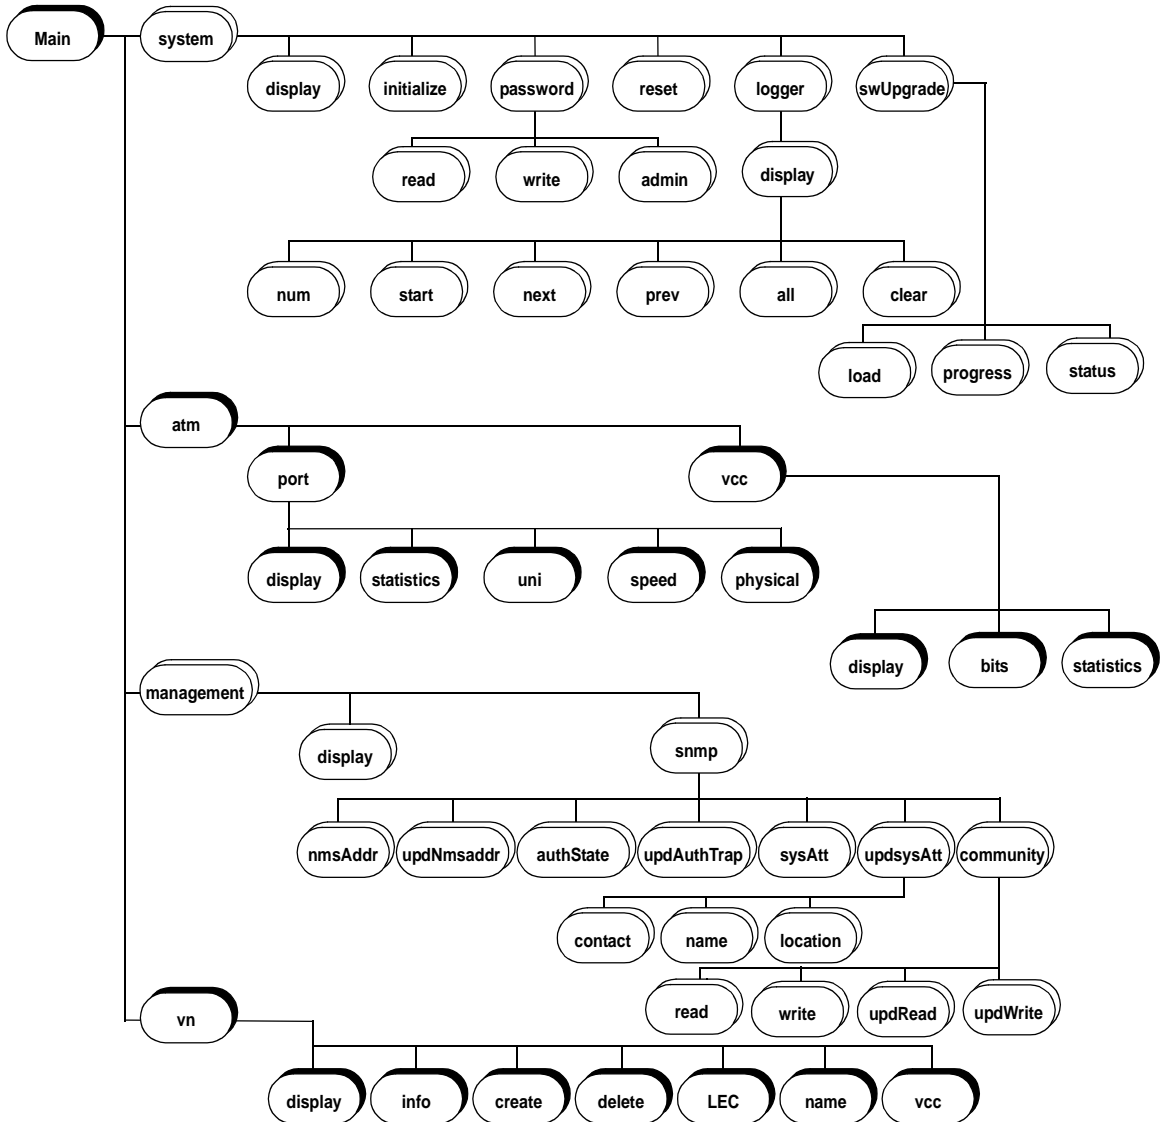 Main
system
display
initialize
password
reset
logger
swUpgrade
read
write
admin
display
num
start
next
prev
all
clear
load
progress
status
atm
port
vcc
display
statistics
uni
speed
physical
display
bits
statistics
management
display
snmp
nmsAddr
updNmsaddr
authState
updAuthTrap
sysAtt
updsysAtt
community
contact
name
location
read
write
updRead
updWrite
vn
display
info
create
delete
LEC
name
vcc